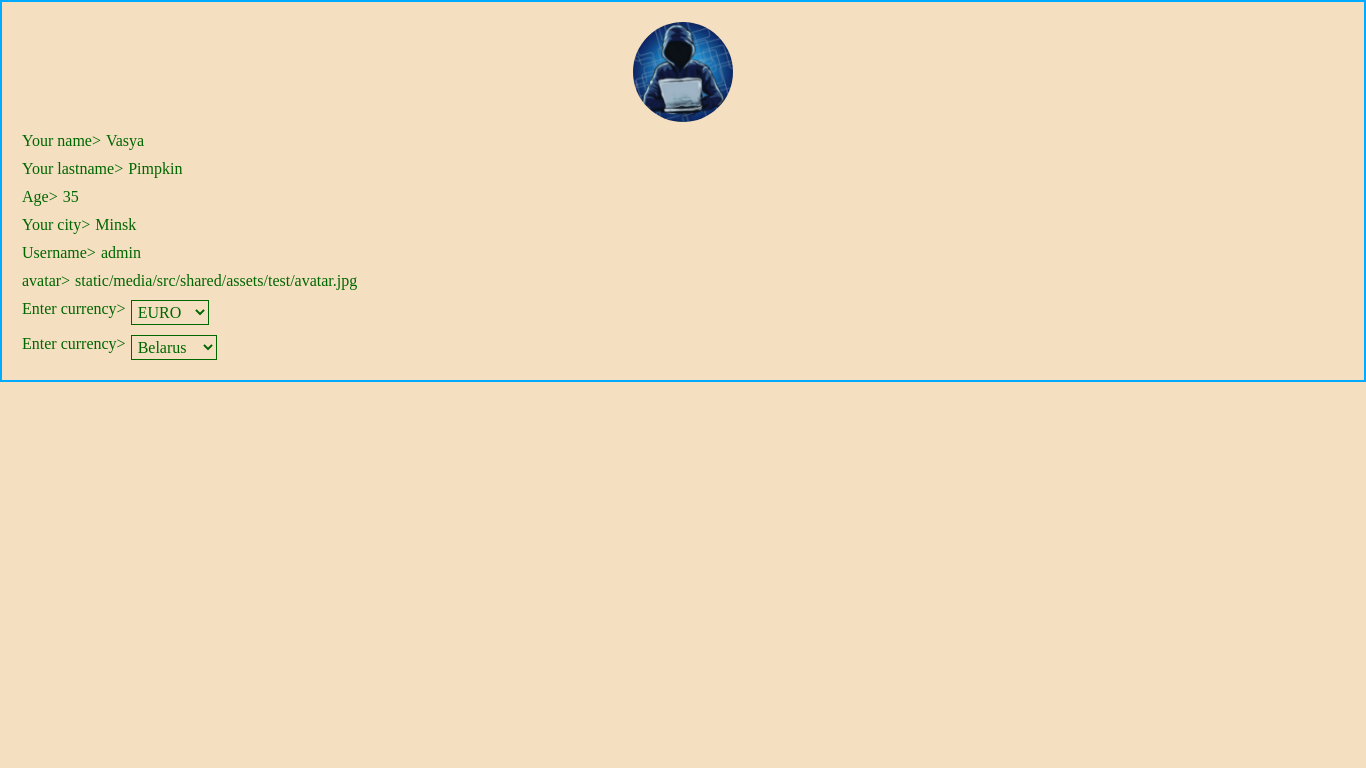 Your name> Vasya
Your lastname> Pimpkin
Age> 35
Your city> Minsk
Username> admin
avatar> static/media/src/shared/assets/test/avatar.jpg
Enter currency> EURO
Enter currency> Belarus